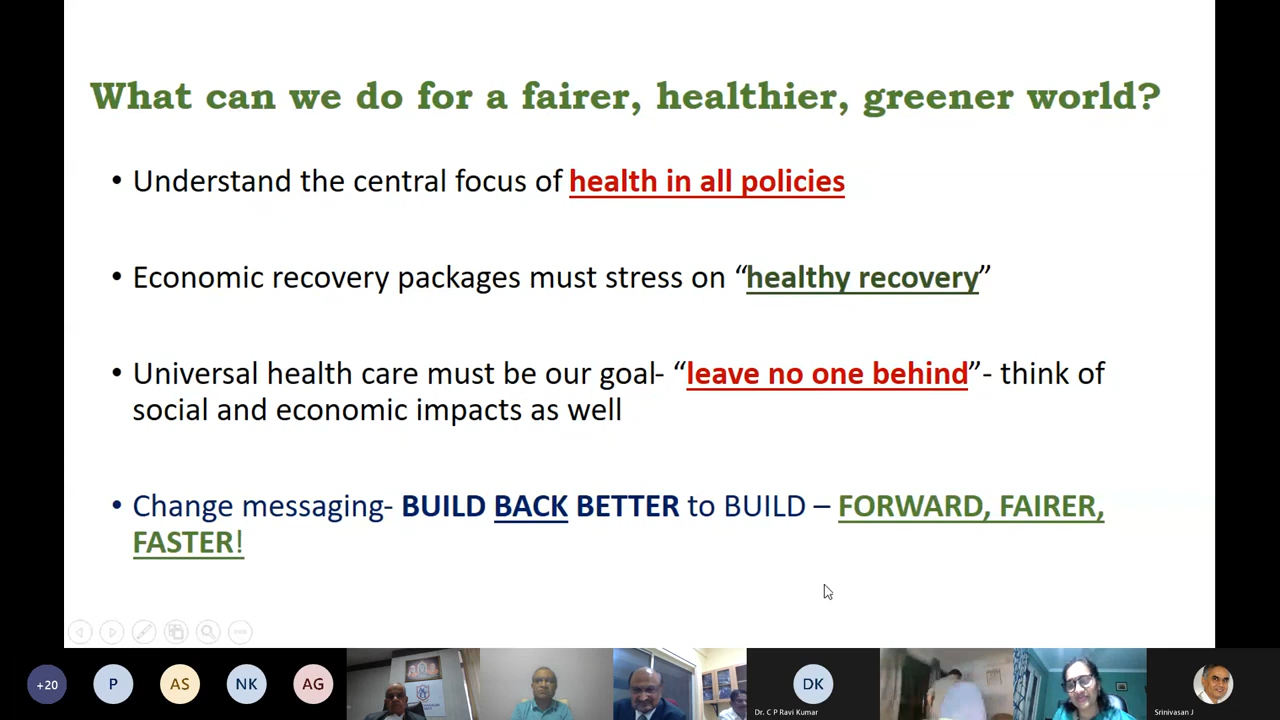 What can we do for a fairer, healthier, greener world?
• Understand the central focus of health in all policies
• Economic recovery packages must stress on “healthy recovery”
• Universal health care must be our goal- “leave no one behind”- think of
social and economic impacts as well
• Change messaging- BUILD BACK BETTER to BUILD – FORWARD, FAIRER,
FASTER!
+20
P
AS
NK
AG
DK
Dr. C P Ravi Kumar
Srinivasan J